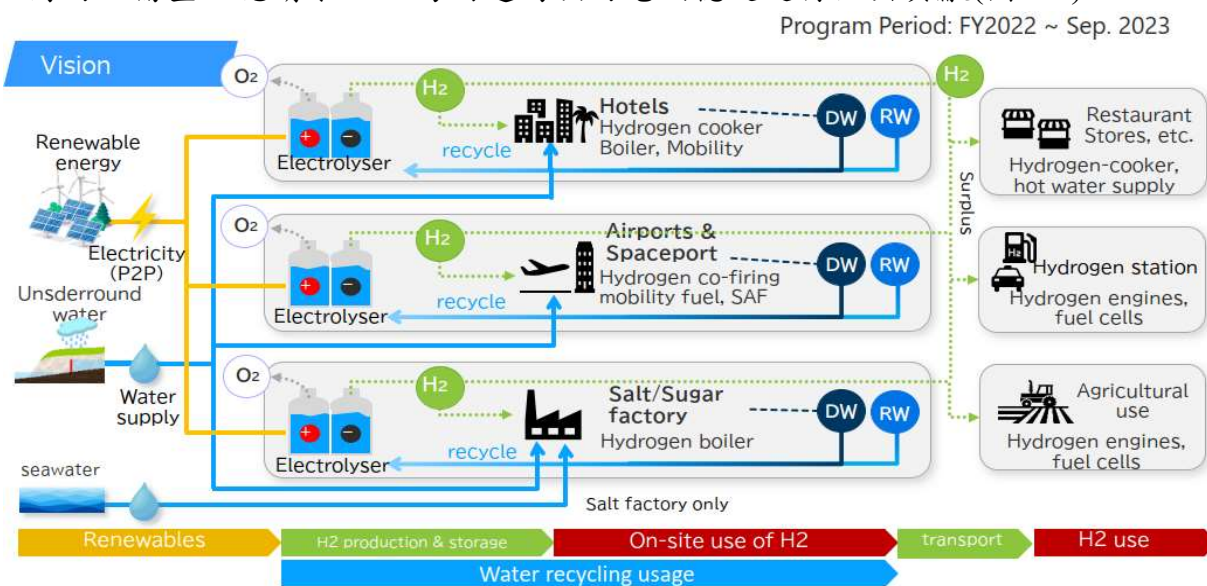 Program Period: FY2022 ~ Sep. 2023
Vision
Renewable
energy
Electricity
(P2P)
Unsderround
water
Water
supply
seawater
O2
Electrolyser
H2
recycle
Hotels
Hydrogen cooker
Boiler, Mobility
DW
RW
O2
Electrolyser
H2
recycle
Airports &
Spaceport
Hydrogen co-firing
mobility fuel, SAF
DW
RW
O2
Electrolyser
H2
recycle
Salt/Sugar
factory
Hydrogen boiler
DW
RW
Salt factory only
H2
Surplus
Restaurant
Stores, etc.
Hydrogen-cooker,
hot water supply
H2
Hydrogen station
Hydrogen engines,
fuel cells
Agricultural
use
Hydrogen engines,
fuel cells
Renewables
H2 production & storage
On-site use of H2
transport
H2 use
Water recycling usage